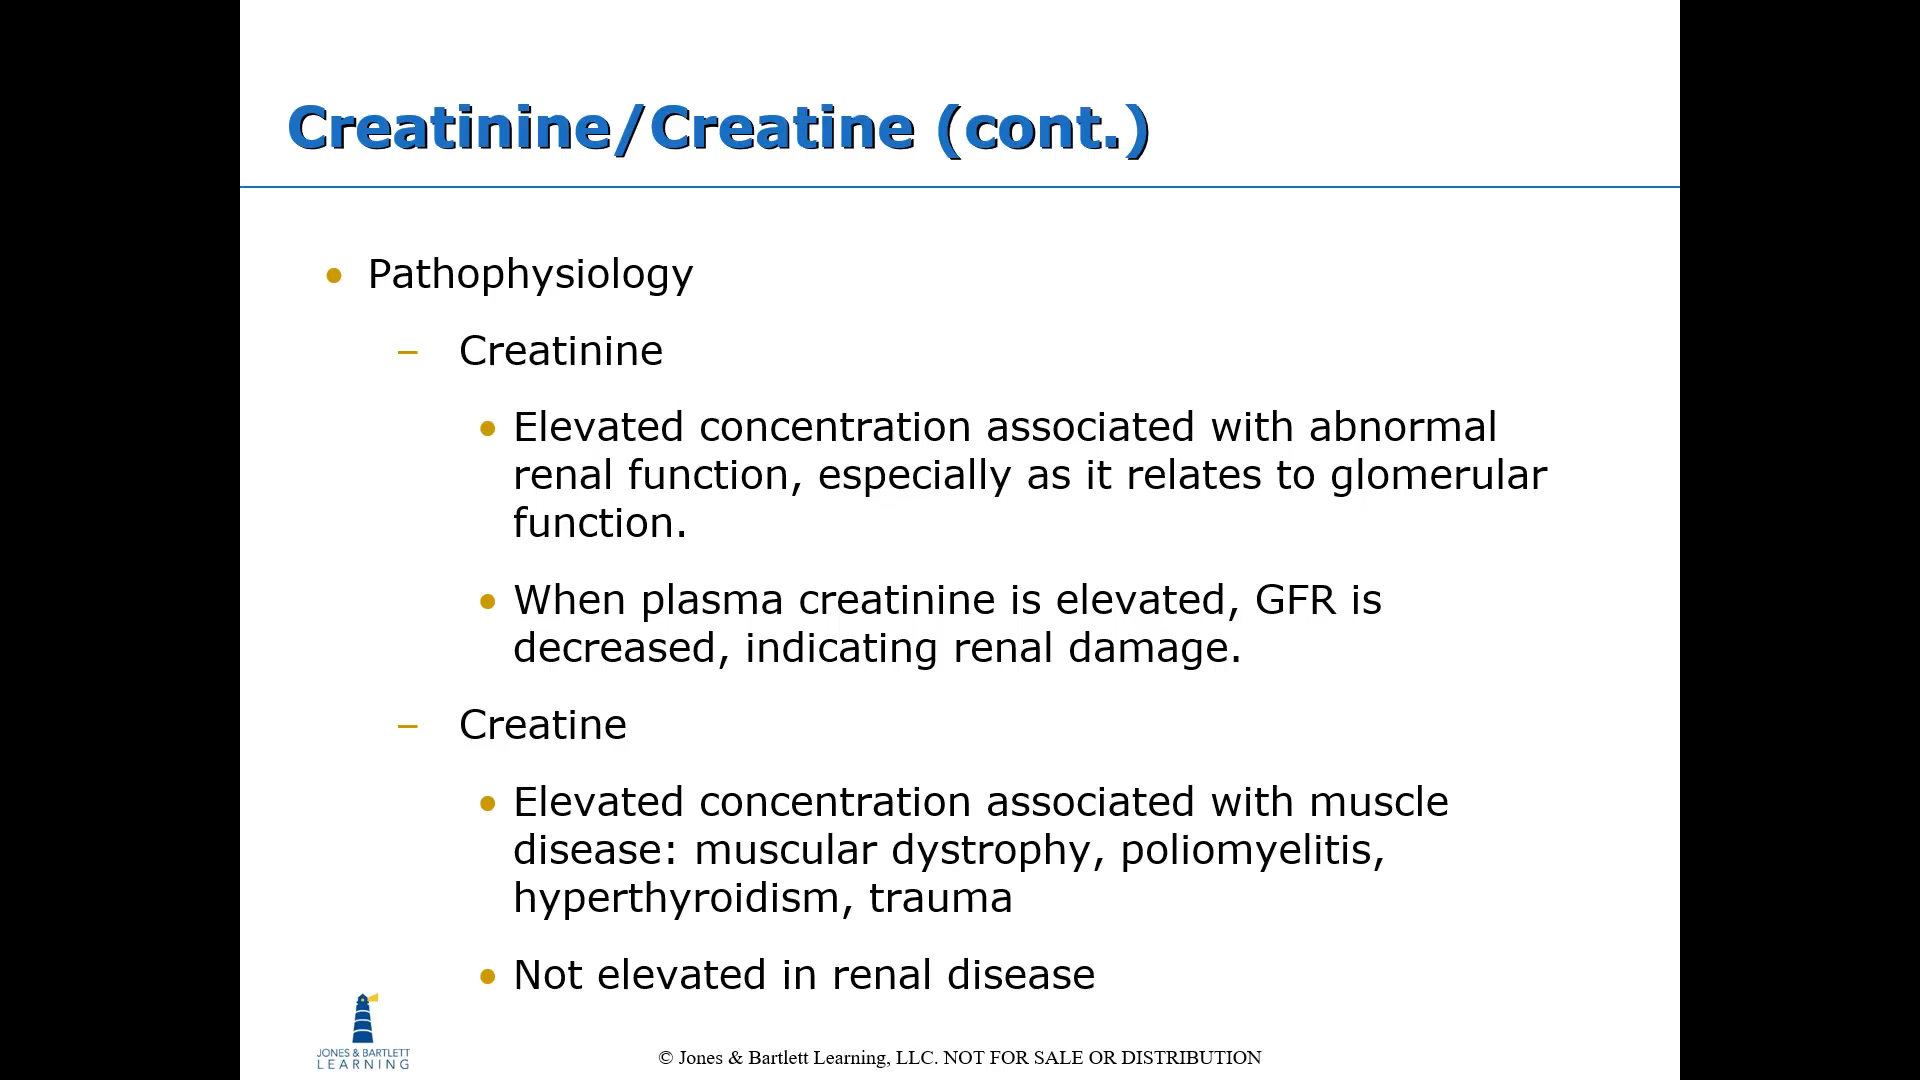 Creatinine/Creatine (cont.)
• Pathophysiology
– Creatinine
• Elevated concentration associated with abnormal
renal function, especially as it relates to glomerular
function.
• When plasma creatinine is elevated, GFR is
decreased, indicating renal damage.
– Creatine
• Elevated concentration associated with muscle
disease: muscular dystrophy, poliomyelitis,
hyperthyroidism, trauma
• Not elevated in renal disease
JONES & BARTLETT
LEARNING
© Jones & Bartlett Learning, LLC. NOT FOR SALE OR DISTRIBUTION